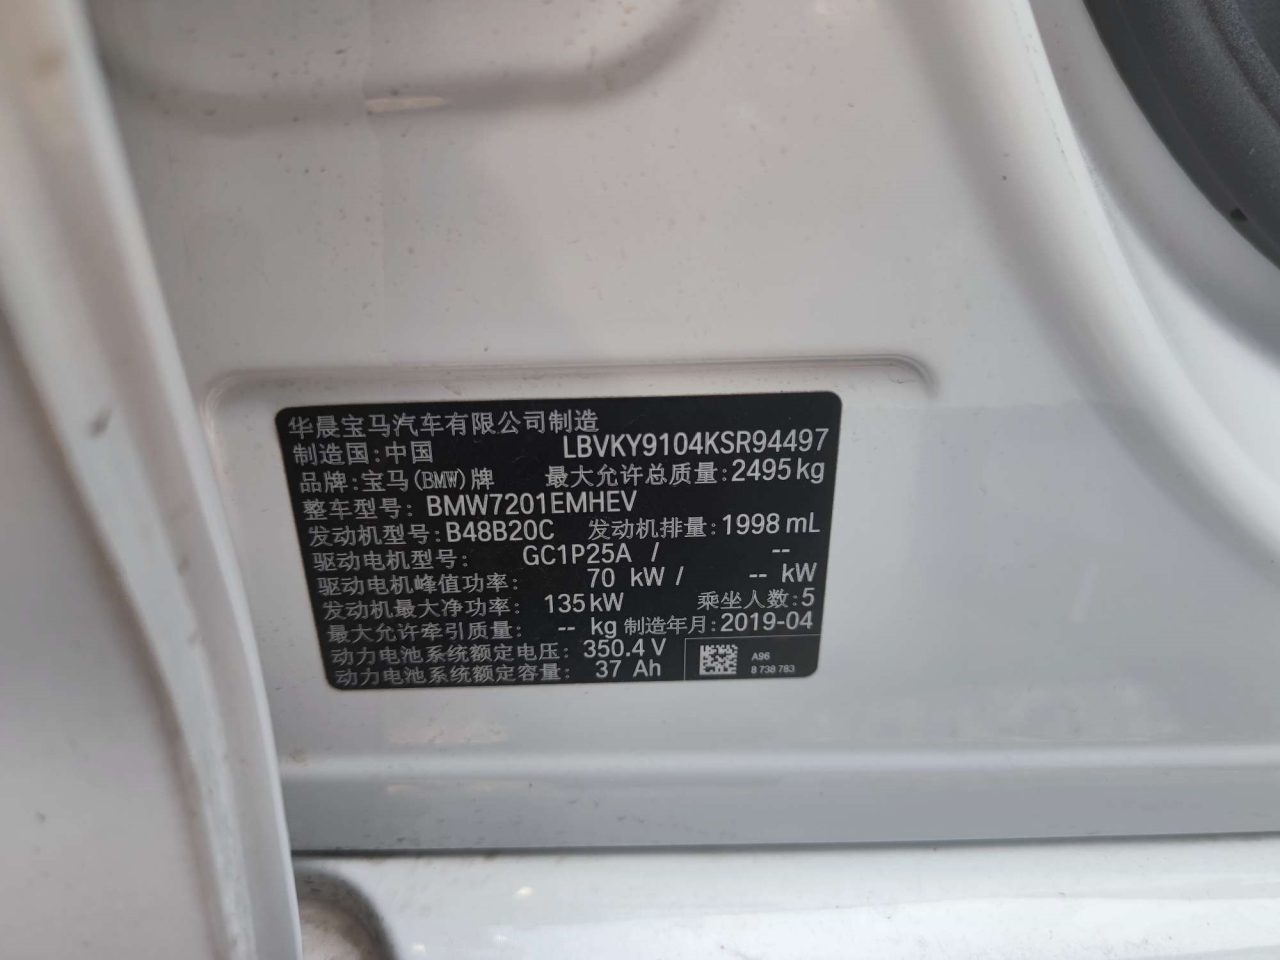 华晨宝马汽车有限公司制造
制造国:中国 LBVKY9104KSR94497
品牌:宝马(BMW)牌 最大允许总质量:2495kg
整车型号: BMW7201EMHEV
发动机型号: B48B20C 发动机排量:1998 mL
驱动电机型号: GC1P25A / --
驱动电机峰值功率: 70 kW / -- kW
发动机最大净功率: 135kW 乘坐人数:5
最大允许牵引质量: -- kg 制造年月:2019-04
动力电池系统额定电压: 350.4 V
动力电池系统额定容量: 37 Ah
A96
8 738 783